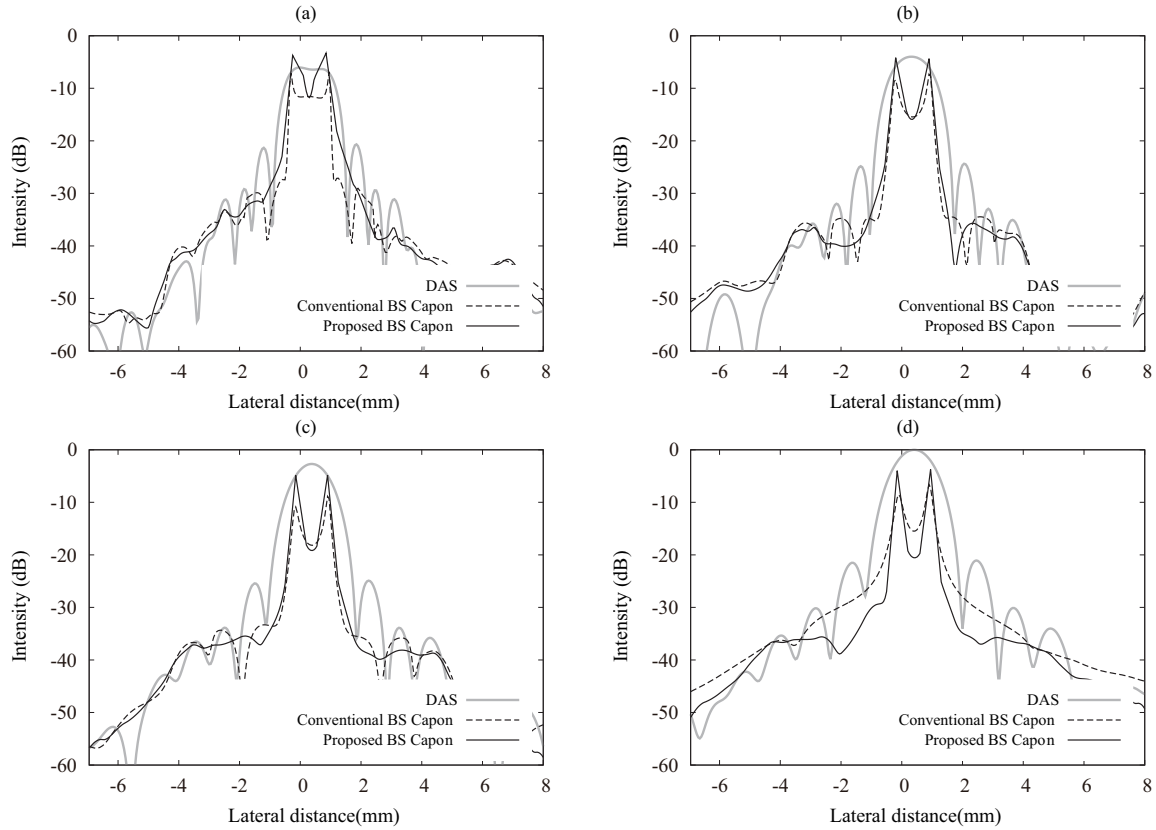 (a)
0
-10
-20
-30
-40
-50
-60
Intensity (dB)
DAS
Conventional BS Capon
Proposed BS Capon
-6 -4 -2 0 2 4 6 8
Lateral distance(mm)
(b)
0
-10
-20
-30
-40
-50
-60
Intensity (dB)
DAS
Conventional BS Capon
Proposed BS Capon
-6 -4 -2 0 2 4 6 8
Lateral distance(mm)
(c)
0
-10
-20
-30
-40
-50
-60
Intensity (dB)
DAS
Conventional BS Capon
Proposed BS Capon
-6 -4 -2 0 2 4 6 8
Lateral distance(mm)
(d)
0
-10
-20
-30
-40
-50
-60
Intensity (dB)
DAS
Conventional BS Capon
Proposed BS Capon
-6 -4 -2 0 2 4 6 8
Lateral distance(mm)